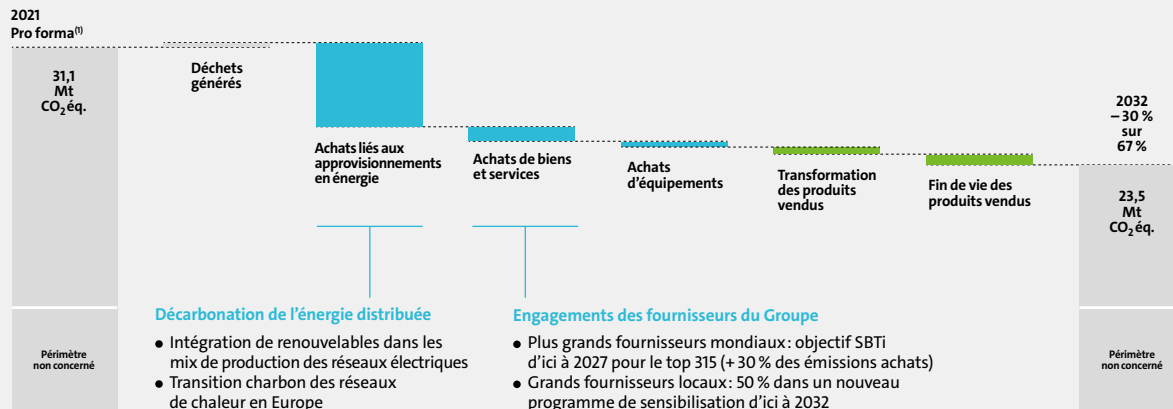 2021
Pro forma(1)
31,1
Mt
CO2 éq.
Déchets
générés
Achats liés aux
approvisionnements
en énergie
Achats de biens
et services
Achats
d’équipements
Transformation
des produits
vendus
Fin de vie des
produits vendus
2032
– 30 %
sur
67 %
23,5
Mt
CO2 éq.
Périmètre
non concerné
Décarbonation de l’énergie distribuée
● Intégration de renouvelables dans les
mix de production des réseaux électriques
● Transition charbon des réseaux
de chaleur en Europe
Engagements des fournisseurs du Groupe
● Plus grands fournisseurs mondiaux : objectif SBTi
d’ici à 2027 pour le top 315 (+ 30 % des émissions achats)
● Grands fournisseurs locaux : 50 % dans un nouveau
programme de sensibilisation d’ici à 2032
Périmètre
non concerné